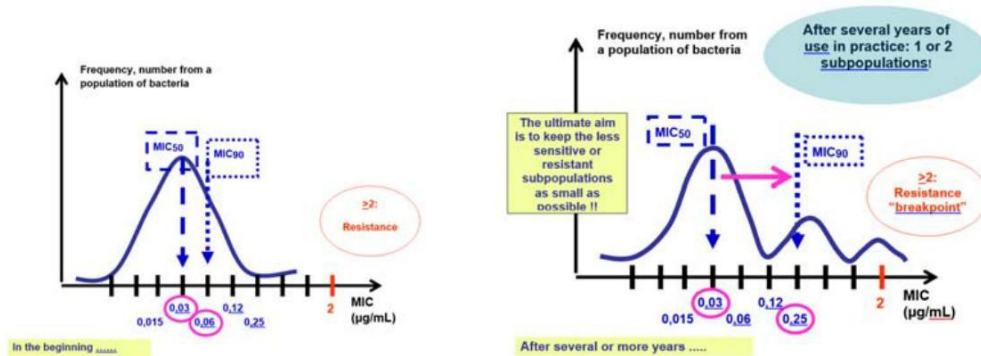 Frequency, number from a
population of bacteria
MIC50
MIC90
≥2:
Resistance
0,03
0,12
0,015
0,06
0,25
2
MIC
(µg/mL)
In the beginning ......
Frequency, number from
a population of bacteria
After several years of
use in practice: 1 or 2
subpopulations!
The ultimate aim
is to keep the less
sensitive or
resistant
subpopulations
as small as
possible !!
MIC50
MIC90
≥2:
Resistance
"breakpoint"
0,03
0,12
0,015
0,06
0,25
2
MIC
(µg/mL)
After several or more years .....